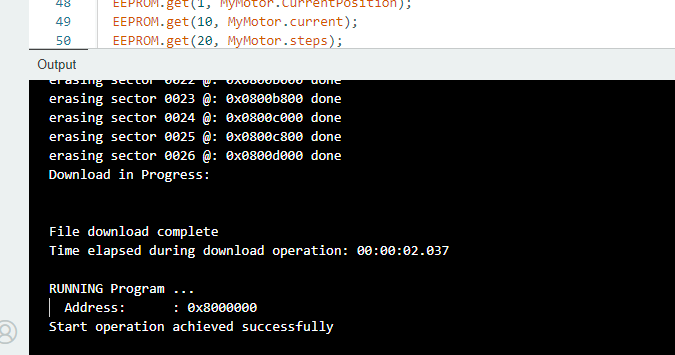 48 EEPROM.get(1, MyMotor.CurrentPosition);
49 EEPROM.get(10, MyMotor.current);
50 EEPROM.get(20, MyMotor.steps);
Output
erasing sector 0022 @: 0x0800b000 done
erasing sector 0023 @: 0x0800b800 done
erasing sector 0024 @: 0x0800c000 done
erasing sector 0025 @: 0x0800c800 done
erasing sector 0026 @: 0x0800d000 done
Download in Progress:
File download complete
Time elapsed during download operation: 00:00:02.037
RUNNING Program ...
Address: : 0x8000000
Start operation achieved successfully